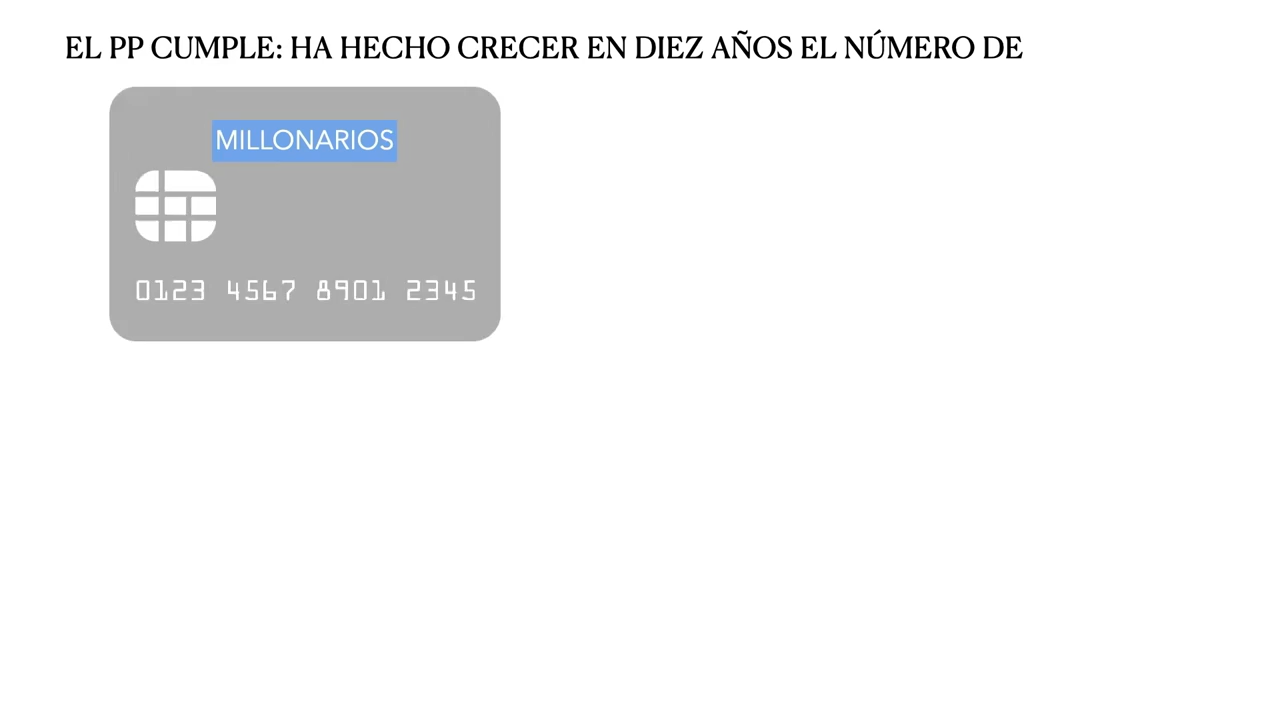 EL PP CUMPLE: HA HECHO CRECER EN DIEZ AÑOS EL NÚMERO DE
MILLONARIOS
0123 4567 8901 2345